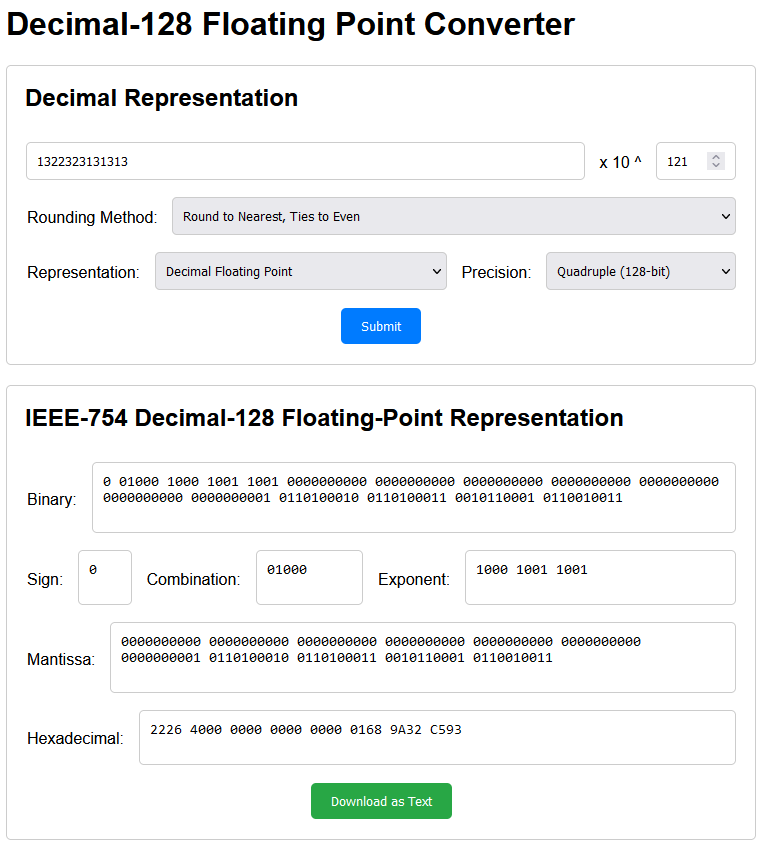 Decimal-128 Floating Point Converter
Decimal Representation
1322323131313 x 10 ^ 121
Rounding Method: Round to Nearest, Ties to Even
Representation: Decimal Floating Point Precision: Quadruple (128-bit)
Submit
IEEE-754 Decimal-128 Floating-Point Representation
Binary: 0 01000 1000 1001 1001 0000000000 0000000000 0000000000 0000000000 0000000000
0000000000 0000000001 0110100010 0110100011 0010110001 0110010011
Sign: 0 Combination: 01000 Exponent: 1000 1001 1001
Mantissa: 0000000000 0000000000 0000000000 0000000000 0000000000 0000000000
0000000001 0110100010 0110100011 0010110001 0110010011
Hexadecimal: 2226 4000 0000 0000 0000 0168 9A32 C593
Download as Text